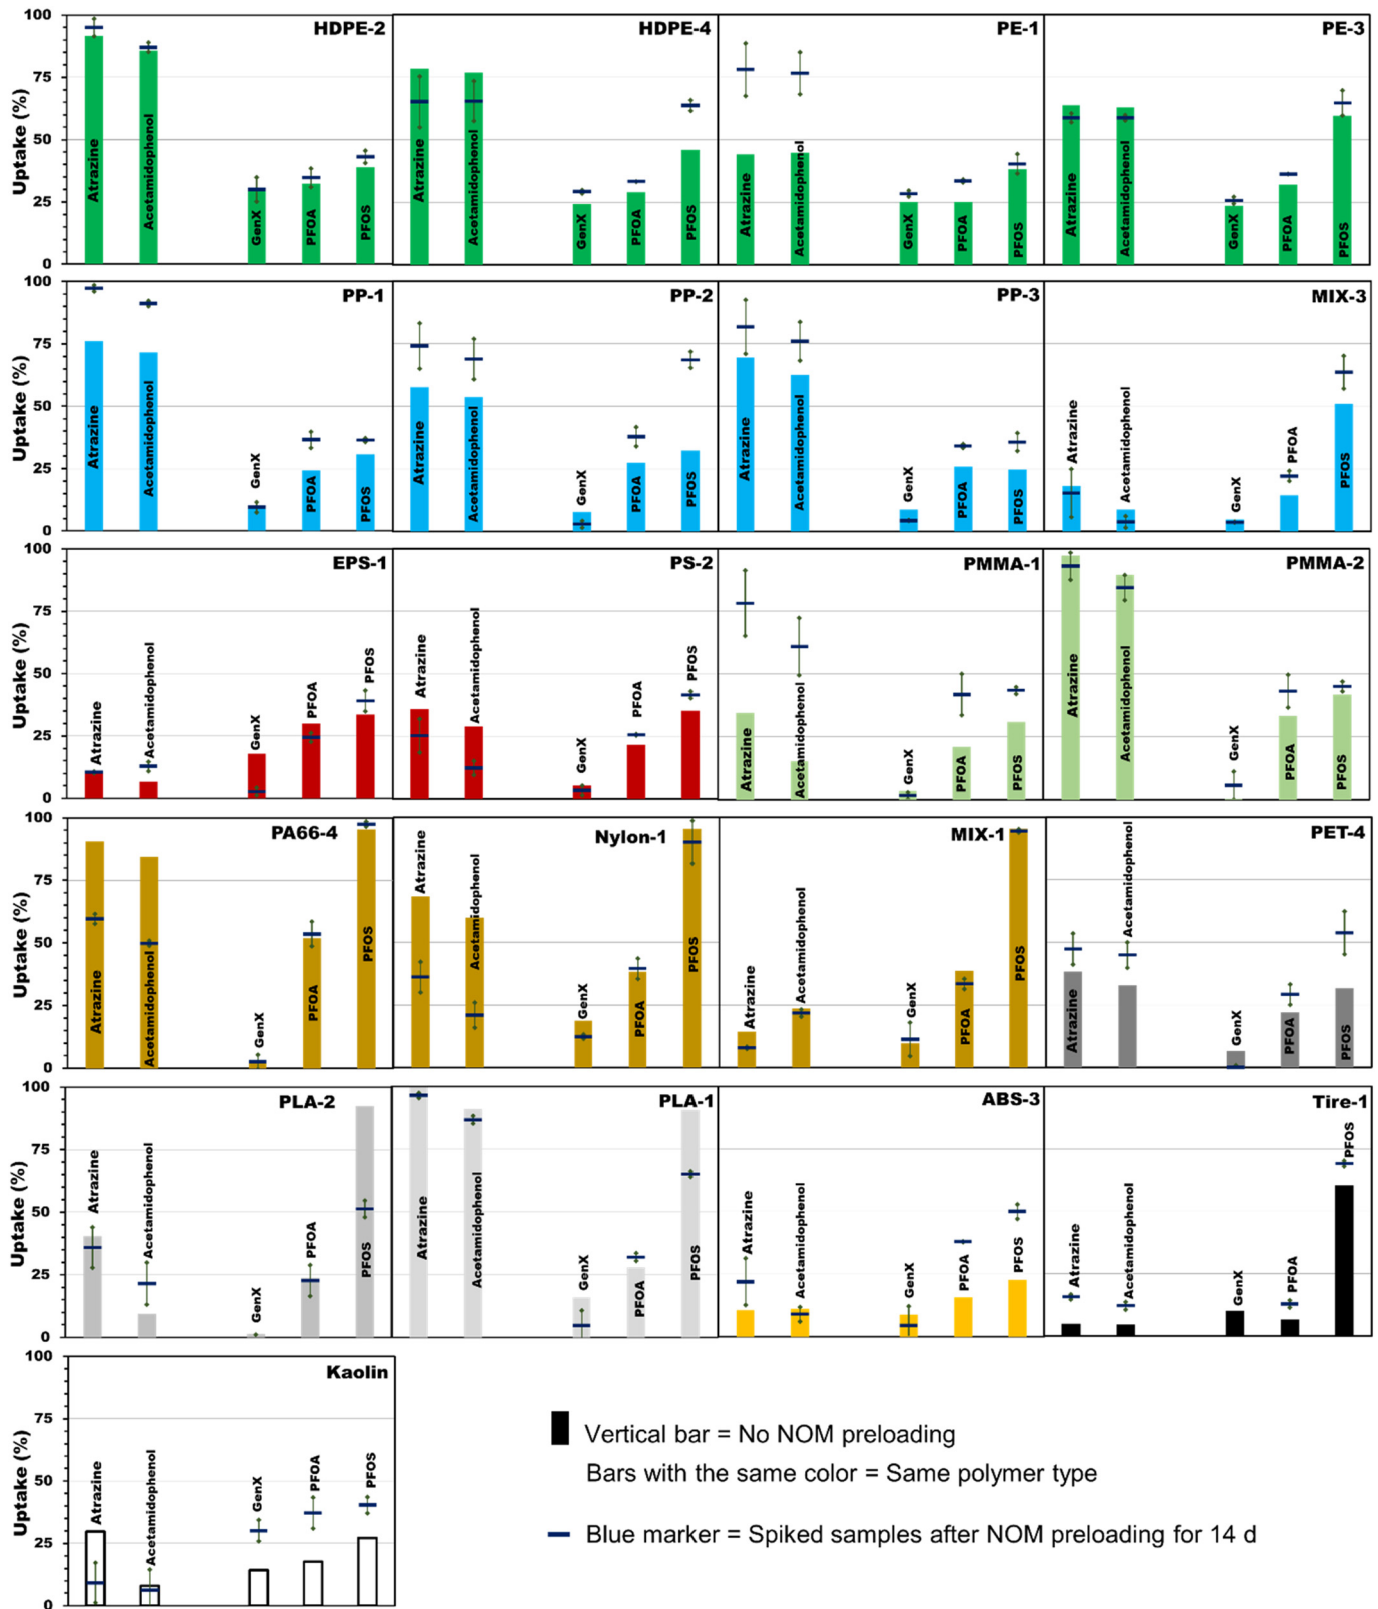 Uptake (%)
100
75
50
25
0
HDPE-2
Atrazine
Acetamidophenol
GenX
PFOA
PFOS
HDPE-4
Atrazine
Acetamidophenol
GenX
PFOA
PFOS
PE-1
Atrazine
Acetamidophenol
GenX
PFOA
PFOS
PE-3
Atrazine
Acetamidophenol
GenX
PFOA
PFOS
Uptake (%)
100
75
50
25
0
PP-1
Atrazine
Acetamidophenol
GenX
PFOA
PFOS
PP-2
Atrazine
Acetamidophenol
GenX
PFOA
PFOS
PP-3
Atrazine
Acetamidophenol
GenX
PFOA
PFOS
MIX-3
Atrazine
Acetamidophenol
GenX
PFOA
PFOS
Uptake (%)
100
75
50
25
0
EPS-1
Atrazine
Acetamidophenol
GenX
PFOA
PFOS
PS-2
Atrazine
Acetamidophenol
GenX
PFOA
PFOS
PMMA-1
Atrazine
Acetamidophenol
GenX
PFOA
PFOS
PMMA-2
Atrazine
Acetamidophenol
GenX
PFOA
PFOS
Uptake (%)
100
75
50
25
0
PA66-4
Atrazine
Acetamidophenol
GenX
PFOA
PFOS
Nylon-1
Atrazine
Acetamidophenol
GenX
PFOA
PFOS
MIX-1
Atrazine
Acetamidophenol
GenX
PFOA
PFOS
PET-4
Atrazine
Acetamidophenol
GenX
PFOA
PFOS
Uptake (%)
100
75
50
25
0
PLA-2
Atrazine
Acetamidophenol
GenX
PFOA
PFOS
PLA-1
Atrazine
Acetamidophenol
GenX
PFOA
PFOS
ABS-3
Atrazine
Acetamidophenol
GenX
PFOA
PFOS
Tire-1
Atrazine
Acetamidophenol
GenX
PFOA
PFOS
Uptake (%)
100
75
50
25
0
Kaolin
Atrazine
Acetamidophenol
GenX
PFOA
PFOS
Vertical bar = No NOM preloading
Bars with the same color = Same polymer type
Blue marker = Spiked samples after NOM preloading for 14 d